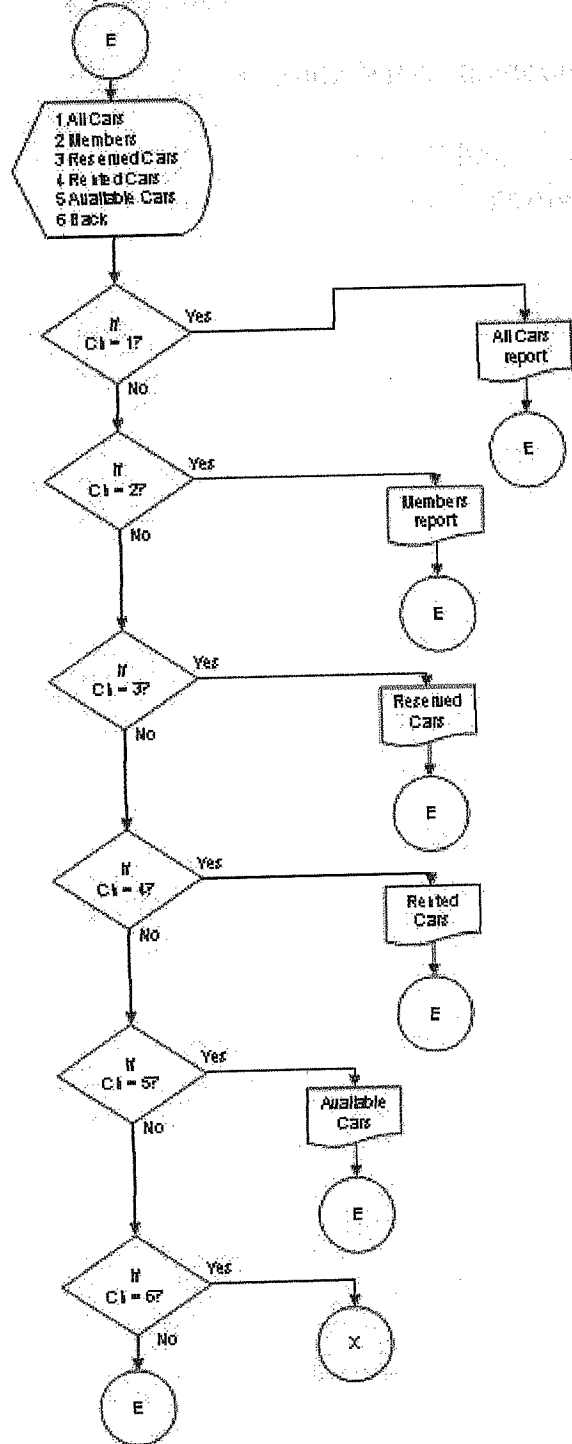 E
1 All Cars
2 Members
3 Reserved Cars
4 Rented Cars
5 Available Cars
6 Back
If
Ch = 1?
Yes
No
All Cars
report
E
If
Ch = 2?
Yes
No
Members
report
E
If
Ch = 3?
Yes
No
Reserved
Cars
E
If
Ch = 4?
Yes
No
Rented
Cars
E
If
Ch = 5?
Yes
No
Available
Cars
E
If
Ch = 6?
Yes
No
X
E